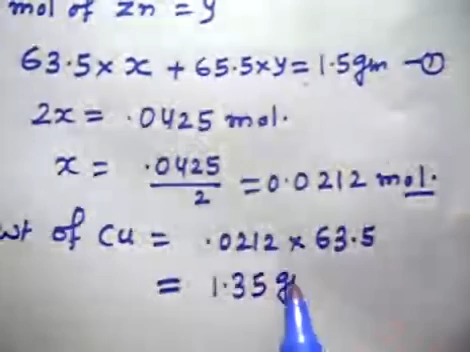 mol of Zn = y
63.5 × x + 65.5 × y = 1.5gm —①
2x = .0425 mol.
x = .0425/2 = 0.0212 mol.
wt of Cu = .0212 × 63.5
= 1.35 g